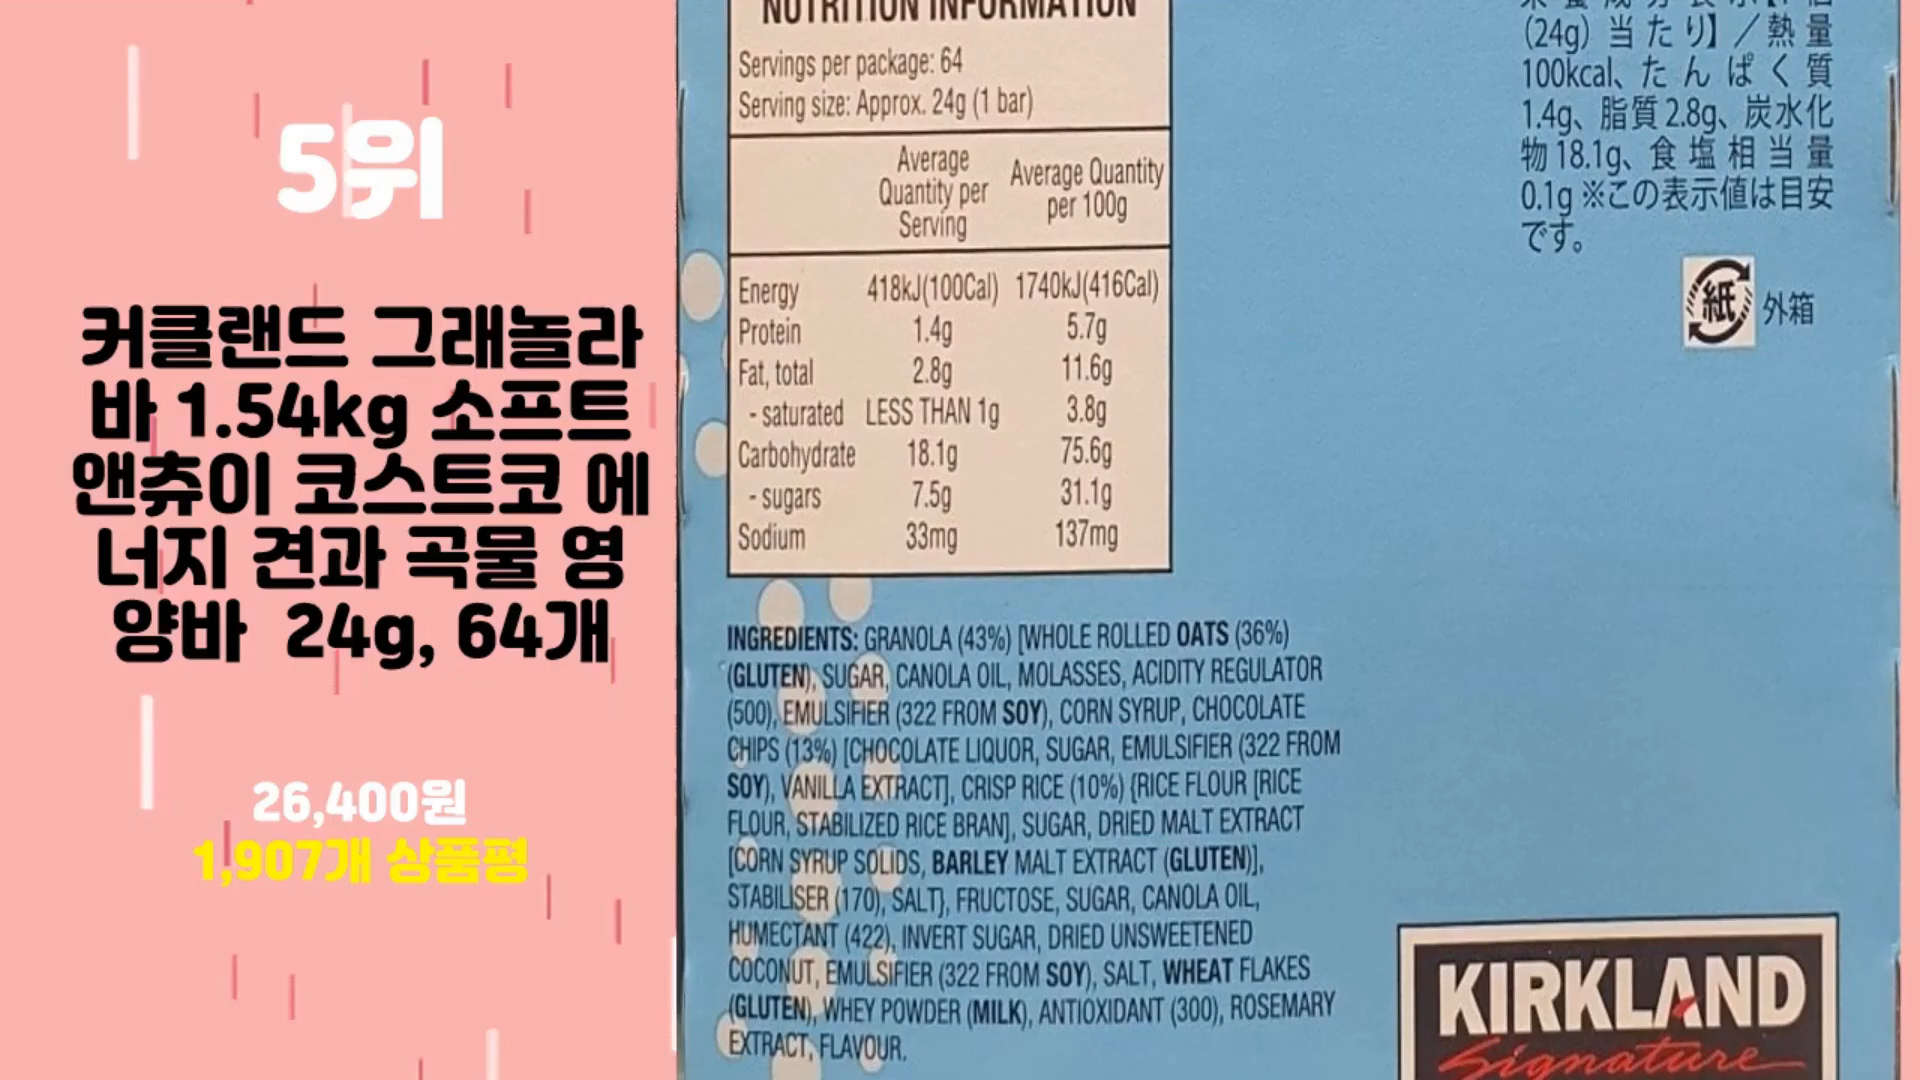 5위
커클랜드 그래놀라
바 1.54kg 소프트
앤츄이 코스트코 에
너지 견과 곡물 영
양바 24g, 64개
26,400원
1,907개 상품평
NUTRITION INFORMATION
Servings per package: 64
Serving size: Approx. 24g (1 bar)
Average Quantity per Serving
Average Quantity per 100g
Energy 418kJ(100Cal) 1740kJ(416Cal)
Protein 1.4g 5.7g
Fat, total 2.8g 11.6g
- saturated LESS THAN 1g 3.8g
Carbohydrate 18.1g 75.6g
- sugars 7.5g 31.1g
Sodium 33mg 137mg
INGREDIENTS: GRANOLA (43%) [WHOLE ROLLED OATS (36%)
(GLUTEN), SUGAR, CANOLA OIL, MOLASSES, ACIDITY REGULATOR
(500), EMULSIFIER (322 FROM SOY), CORN SYRUP, CHOCOLATE
CHIPS (13%) [CHOCOLATE LIQUOR, SUGAR, EMULSIFIER (322 FROM
SOY), VANILLA EXTRACT], CRISP RICE (10%) {RICE FLOUR [RICE
FLOUR, STABILIZED RICE BRAN], SUGAR, DRIED MALT EXTRACT
[CORN SYRUP SOLIDS, BARLEY MALT EXTRACT (GLUTEN)],
STABILISER (170), SALT}, FRUCTOSE, SUGAR, CANOLA OIL,
HUMECTANT (422), INVERT SUGAR, DRIED UNSWEETENED
COCONUT, EMULSIFIER (322 FROM SOY), SALT, WHEAT FLAKES
(GLUTEN), WHEY POWDER (MILK), ANTIOXIDANT (300), ROSEMARY
EXTRACT, FLAVOUR.
(24g) 当たり】/熱量
100kcal、たんぱく質
1.4g、脂質2.8g、炭水化
物18.1g、食塩相当量
0.1g ※この表示値は目安
です。
紙 外箱
KIRKLAND
Signature